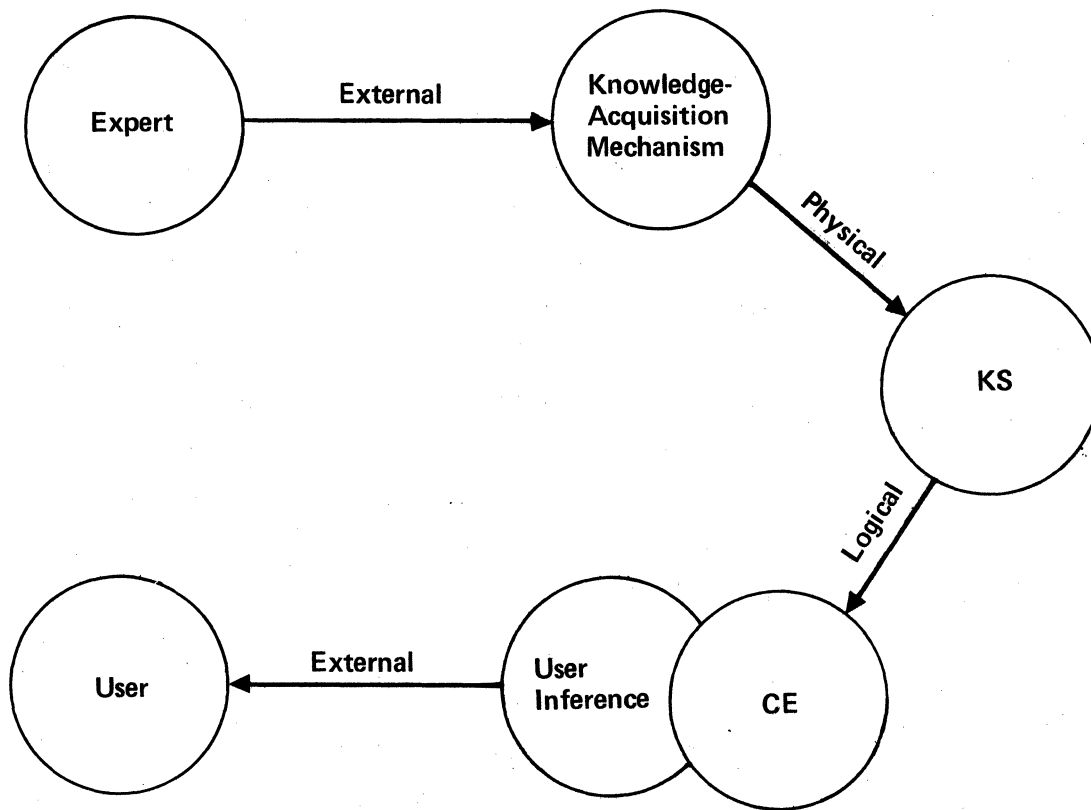 Expert
External
Knowledge-
Acquisition
Mechanism
Physical
KS
Logical
CE
User
Inference
External
User